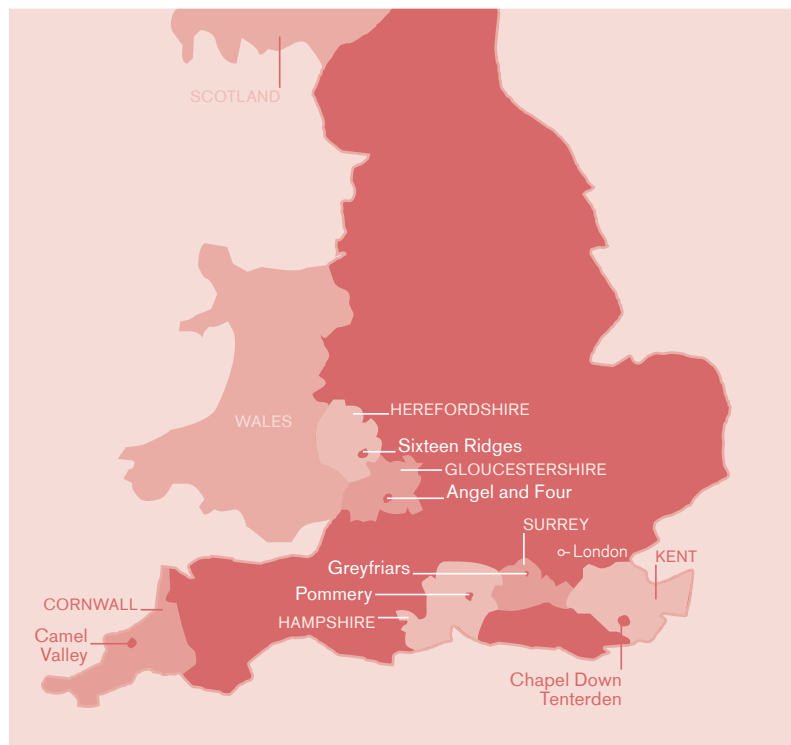 SCOTLAND
WALES
HEREFORDSHIRE
Sixteen Ridges
GLOUCESTERSHIRE
Angel and Four
SURREY
London
KENT
Greyfriars
Pommery
HAMPSHIRE
CORNWALL
Camel
Valley
Chapel Down
Tenterden